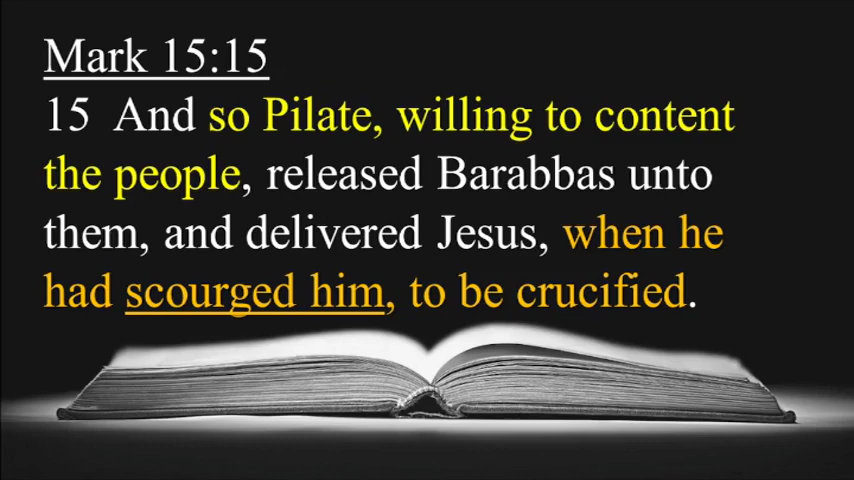 Mark 15:15
15 And so Pilate, willing to content
the people, released Barabbas unto
them, and delivered Jesus, when he
had scourged him, to be crucified.